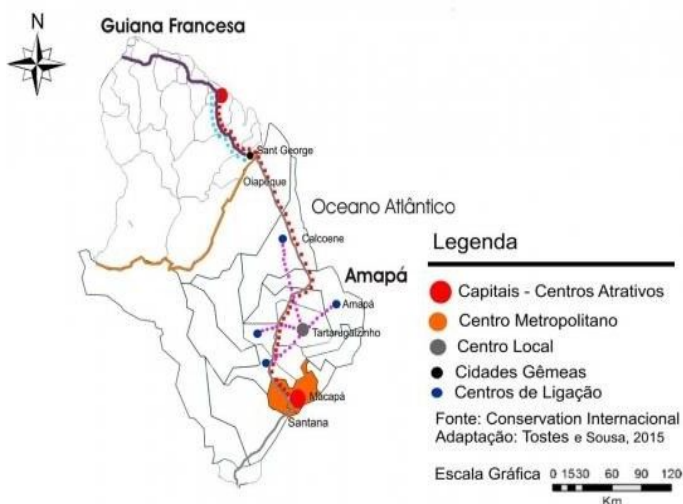 N
Guiana Francesa
Sant George
Oiapoque
Oceano Atlântico
Calcoene
Amapá
Amapá
Tartarugalzinho
Macapá
Santana
Legenda
Capitais - Centros Atrativos
Centro Metropolitano
Centro Local
Cidades Gêmeas
Centros de Ligação
Fonte: Conservation Internacional
Adaptação: Tostes e Sousa, 2015
Escala Gráfica 0 1530 60 90 120
Km